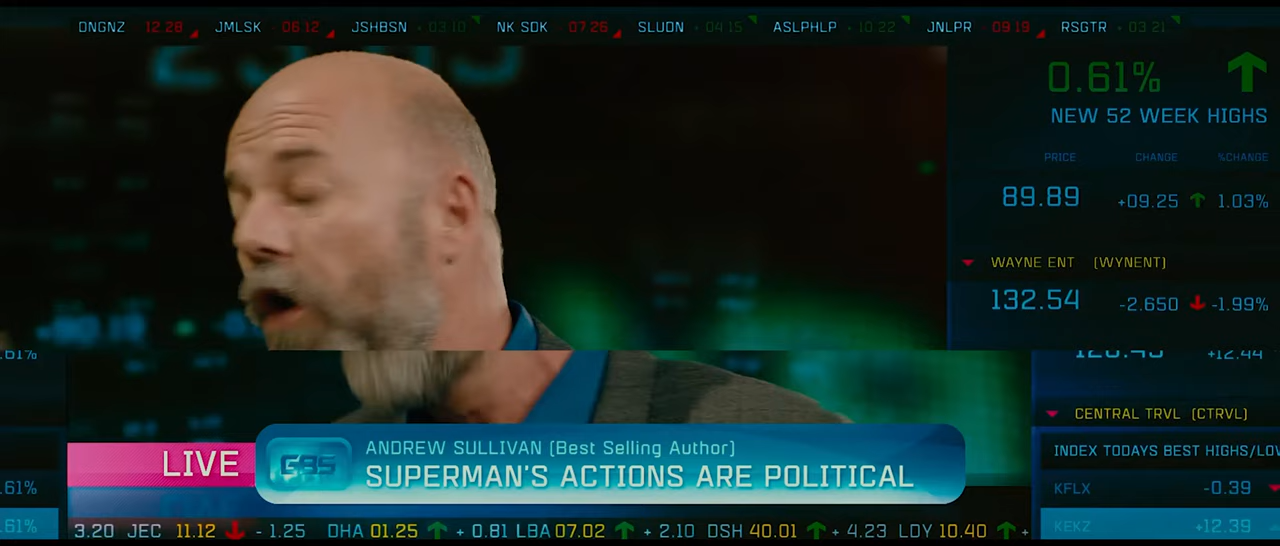 DNGNZ 12.28 JMLSK 06.12 JSHBSN 03.10 NK SDK 07.26 SLUDN 04.15 ASLPHLP 10.22 JNLPR 09.19 RSGTR 03.21
0.61%
NEW 52 WEEK HIGHS
PRICE CHANGE %CHANGE
89.89 +09.25 1.03%
WAYNE ENT (WYNENT)
132.54 -2.650 -1.99%
+12.44
CENTRAL TRVL (CTRVL)
INDEX TODAYS BEST HIGHS/LOW
KFLX -0.39
KEKZ +12.39
.61%
.61%
.61%
LIVE
GBS
ANDREW SULLIVAN (Best Selling Author)
SUPERMAN'S ACTIONS ARE POLITICAL
3.20 JEC 11.12 - 1.25 DHA 01.25 + 0.81 LBA 07.02 + 2.10 DSH 40.01 + 4.23 LDY 10.40 +